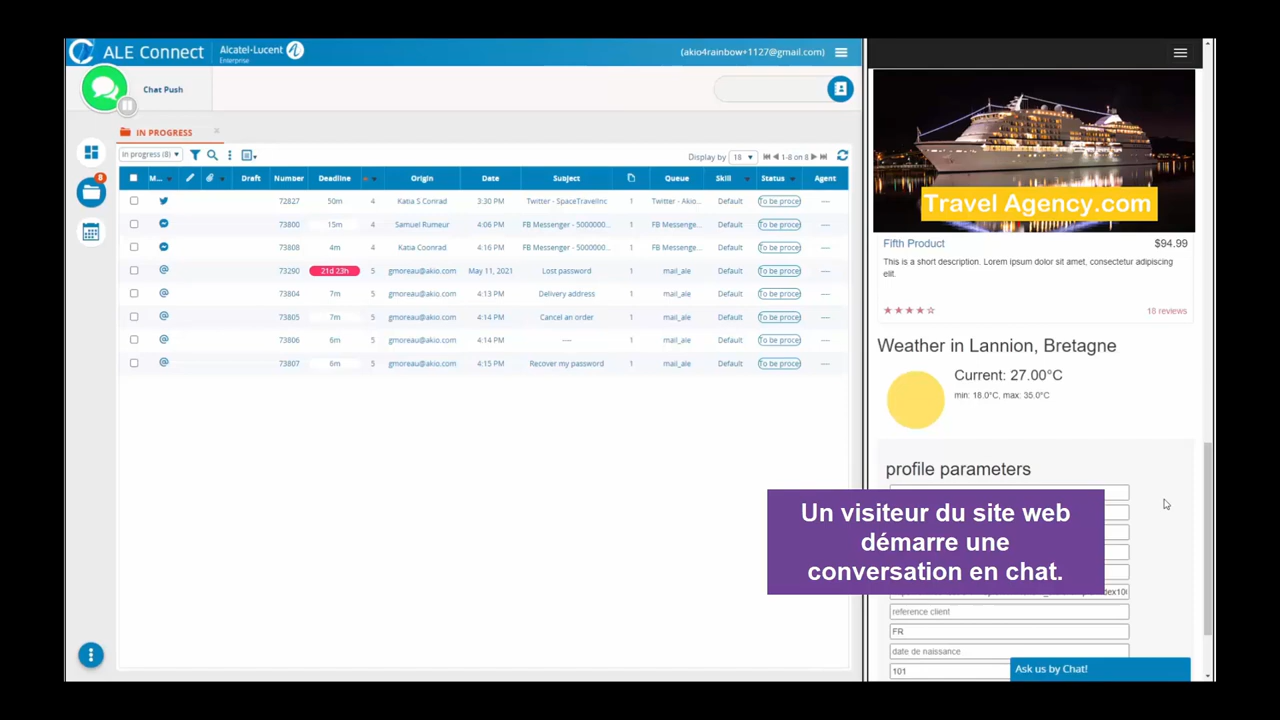 ALE Connect
Alcatel·Lucent
Enterprise
(akio4rainbow+1127@gmail.com)
Chat Push
IN PROGRESS
In progress (8)
Display by 18 1-8 on 8
M... Draft Number Deadline Origin Date Subject Queue Skill Status Agent
72827 50m 4 Katia S Conrad 3:30 PM Twitter - SpaceTravelInc 1 Twitter - Akio... Default To be proce ----
73800 15m 4 Samuel Rumeur 4:06 PM FB Messenger - 5000000... 1 FB Messenge... Default To be proce ----
73808 4m 4 Katia Coonrad 4:16 PM FB Messenger - 5000000... 1 FB Messenge... Default To be proce ----
73290 21d 23h 5 gmoreau@akio.com May 11, 2021 Lost password 1 mail_ale Default To be proce ----
73804 7m 5 gmoreau@akio.com 4:13 PM Delivery address 1 mail_ale Default To be proce ----
73805 7m 5 gmoreau@akio.com 4:14 PM Cancel an order 1 mail_ale Default To be proce ----
73806 6m 5 gmoreau@akio.com 4:14 PM ---- 1 mail_ale Default To be proce ----
73807 6m 5 gmoreau@akio.com 4:15 PM Recover my password 1 mail_ale Default To be proce ----
8
Travel Agency.com
Fifth Product $94.99
This is a short description. Lorem ipsum dolor sit amet, consectetur adipiscing
elit.
18 reviews
Weather in Lannion, Bretagne
Current: 27.00°C
min: 18.0°C, max: 35.0°C
profile parameters
Un visiteur du site web
démarre une
conversation en chat.
reference client
FR
date de naissance
101
Ask us by Chat!